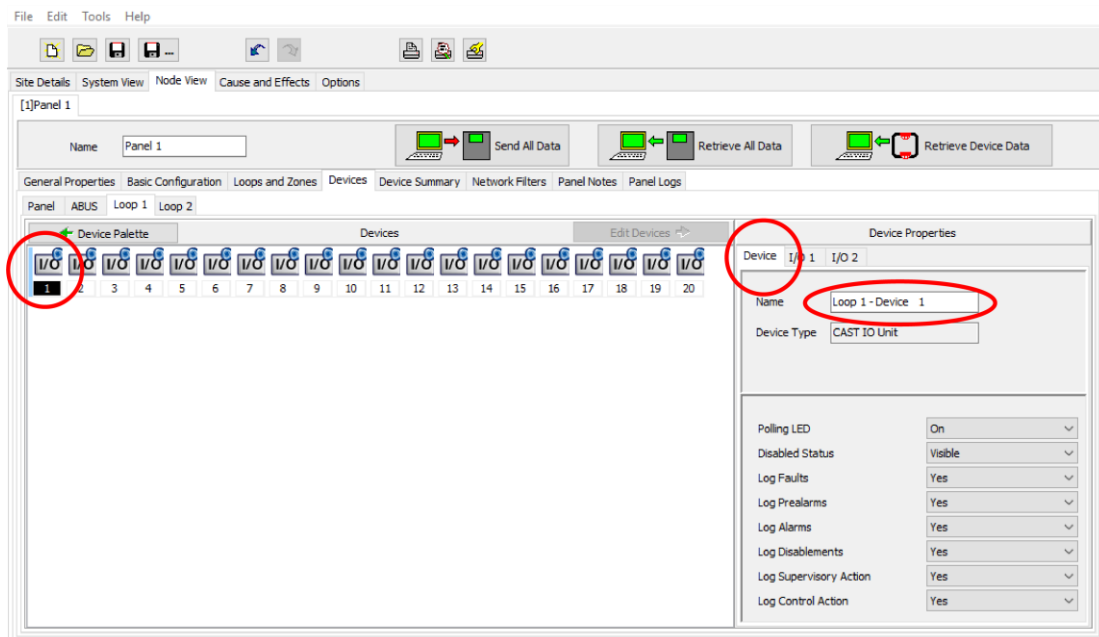 File Edit Tools Help
...
Site Details System View Node View Cause and Effects Options
[1]Panel 1
Name Panel 1 Send All Data Retrieve All Data Retrieve Device Data
General Properties Basic Configuration Loops and Zones Devices Device Summary Network Filters Panel Notes Panel Logs
Panel ABUS Loop 1 Loop 2
Device Palette Devices Edit Devices Device Properties
I/O I/O I/O I/O I/O I/O I/O I/O I/O I/O I/O I/O I/O I/O I/O I/O I/O I/O I/O I/O
1 2 3 4 5 6 7 8 9 10 11 12 13 14 15 16 17 18 19 20
Device I/O 1 I/O 2
Name Loop 1 - Device 1
Device Type CAST IO Unit
Polling LED On
Disabled Status Visible
Log Faults Yes
Log Prealarms Yes
Log Alarms Yes
Log Disablements Yes
Log Supervisory Action Yes
Log Control Action Yes